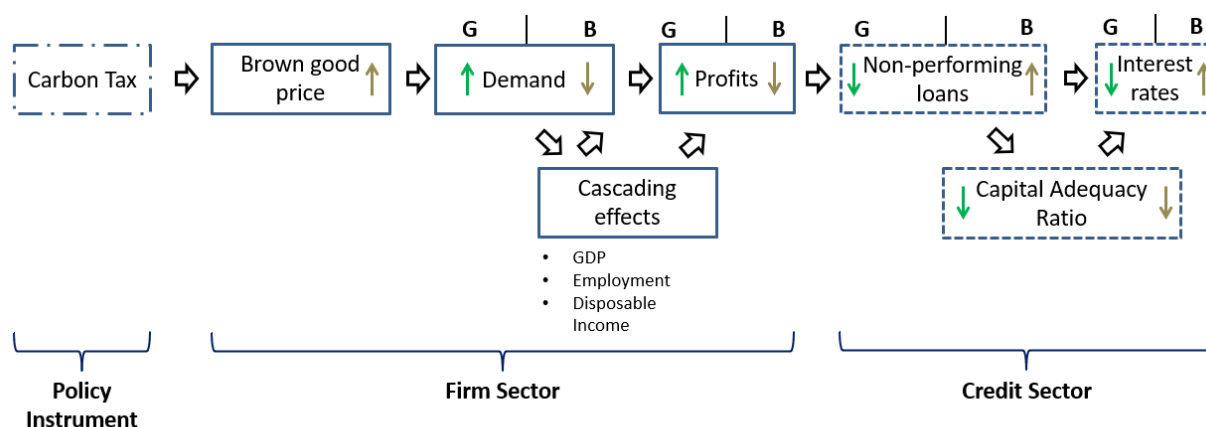 G B G B G B G B
Carbon Tax
Brown good
price
Demand
Profits
Non-performing
loans
Interest
rates
Cascading
effects
Capital Adequacy
Ratio
• GDP
• Employment
• Disposable
Income
Policy
Instrument
Firm Sector
Credit Sector